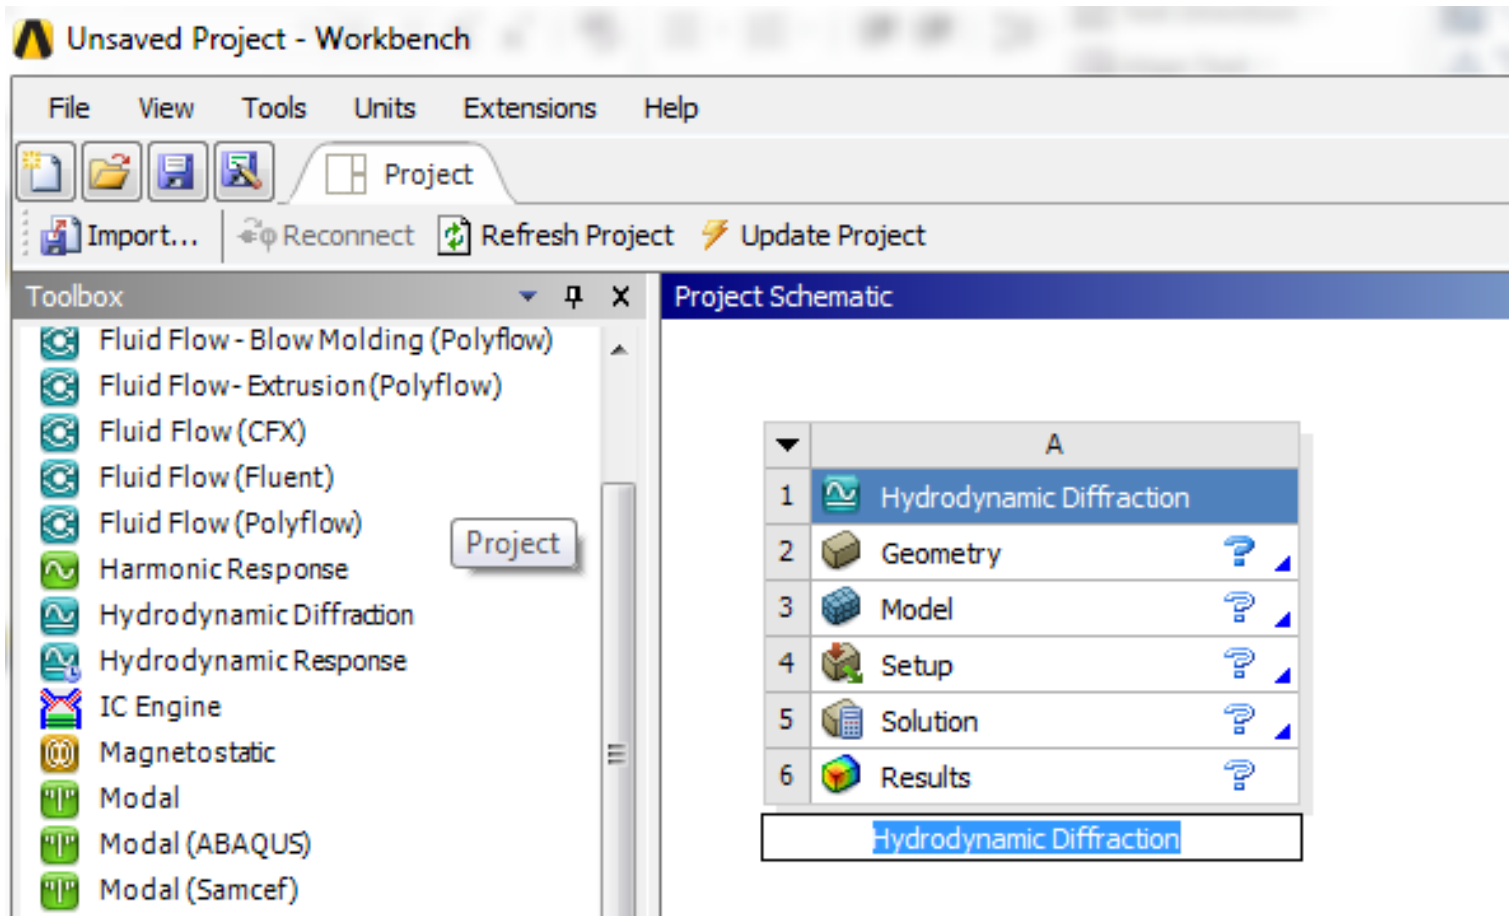 Unsaved Project - Workbench
File View Tools Units Extensions Help
Project
Import... Reconnect Refresh Project Update Project
Toolbox
Fluid Flow - Blow Molding (Polyflow)
Fluid Flow - Extrusion (Polyflow)
Fluid Flow (CFX)
Fluid Flow (Fluent)
Fluid Flow (Polyflow)
Harmonic Response
Hydrodynamic Diffraction
Hydrodynamic Response
IC Engine
Magnetostatic
Modal
Modal (ABAQUS)
Modal (Samcef)
Project
Project Schematic
A
1 Hydrodynamic Diffraction
2 Geometry ?
3 Model ?
4 Setup ?
5 Solution ?
6 Results ?
Hydrodynamic Diffraction